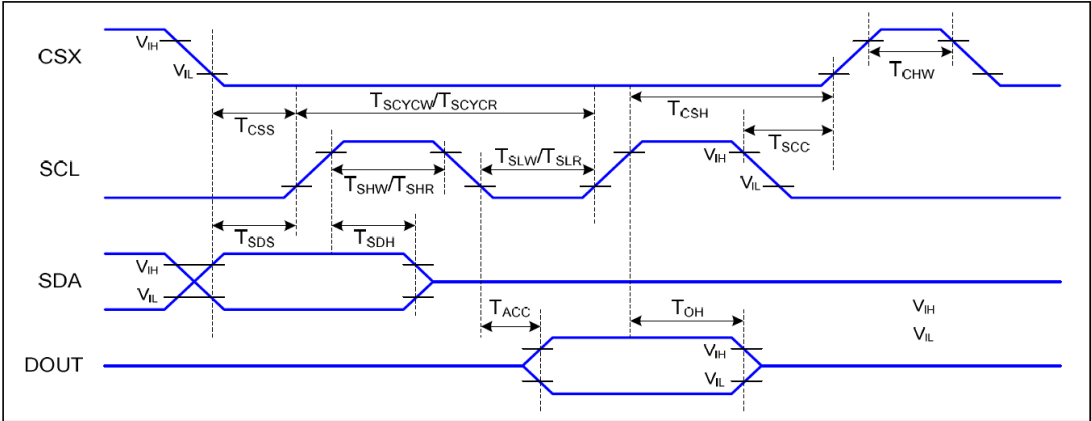 CSX
VIH
VIL
TCHW
TSCYCW/TSCYCR
TCSS
TCSH
TSCC
SCL
TSLW/TSLR
VIH
TSHW/TSHR
VIL
TSDS
TSDH
SDA
VIH
VIL
TACC
TOH
VIH
VIL
DOUT
VIH
VIL